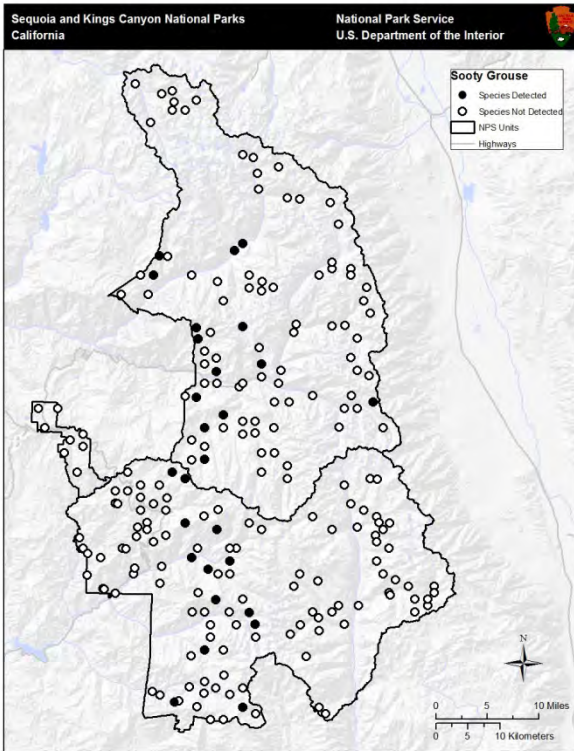 Sequoia and Kings Canyon National Parks
California
National Park Service
U.S. Department of the Interior
Sooty Grouse
Species Detected
Species Not Detected
NPS Units
Highways
N
0 5 10 Miles
0 5 10 Kilometers